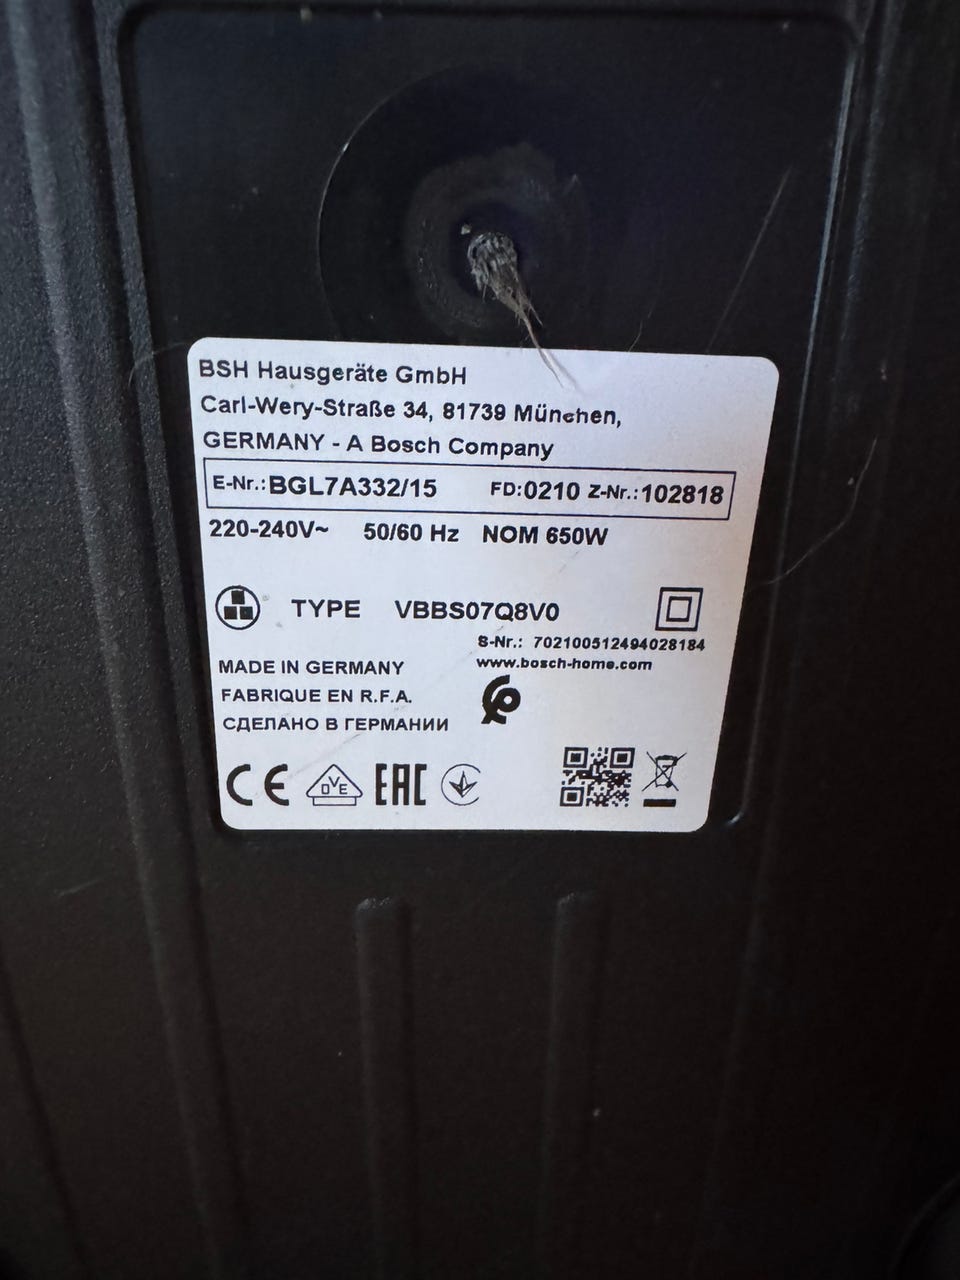 BSH Hausgeräte GmbH
Carl-Wery-Straße 34, 81739 München,
GERMANY - A Bosch Company
E-Nr.: BGL7A332/15 FD: 0210 Z-Nr.: 102818
220-240V~ 50/60 Hz NOM 650W
TYPE VBBS07Q8V0
S-Nr.: 702100512494028184
MADE IN GERMANY www.bosch-home.com
FABRIQUE EN R.F.A.
СДЕЛАНО В ГЕРМАНИИ
CE ÖVE EAC